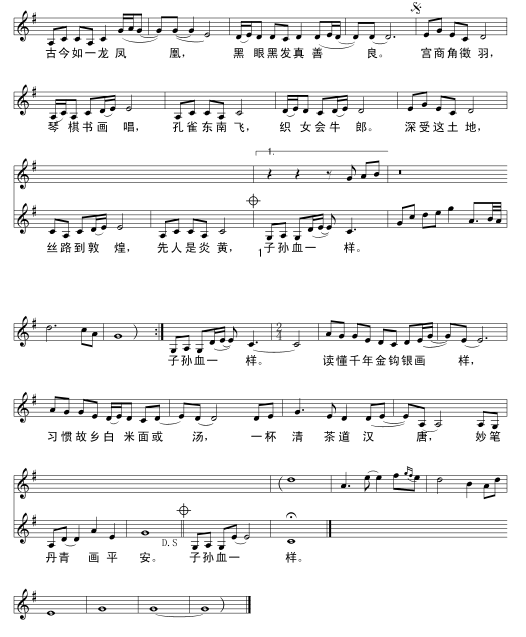 古今如一龙凤 凰， 黑 眼黑发真 善 良。 宫商角徵 羽，
琴 棋书画 唱， 孔雀东南 飞， 织 女会牛 郎。 深受这土 地，
1.
丝路到敦 煌， 先人是炎 黄， 子孙血一 样。
1
2
4
子孙血一 样。 读懂千年金钩银画 样，
习惯故乡白 米面或 汤， 一杯 清 茶道 汉 唐， 妙笔
D.S
丹青 画平 安。 子孙血一 样。